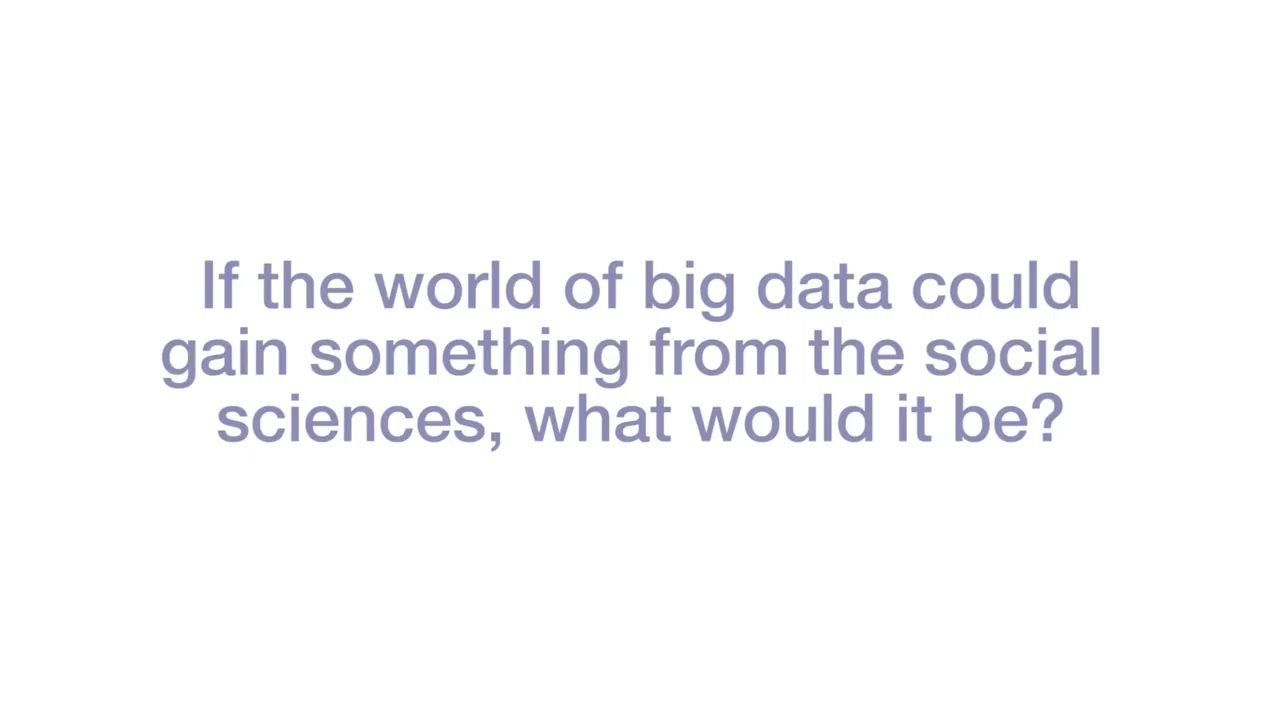 If the world of big data could
gain something from the social
sciences, what would it be?